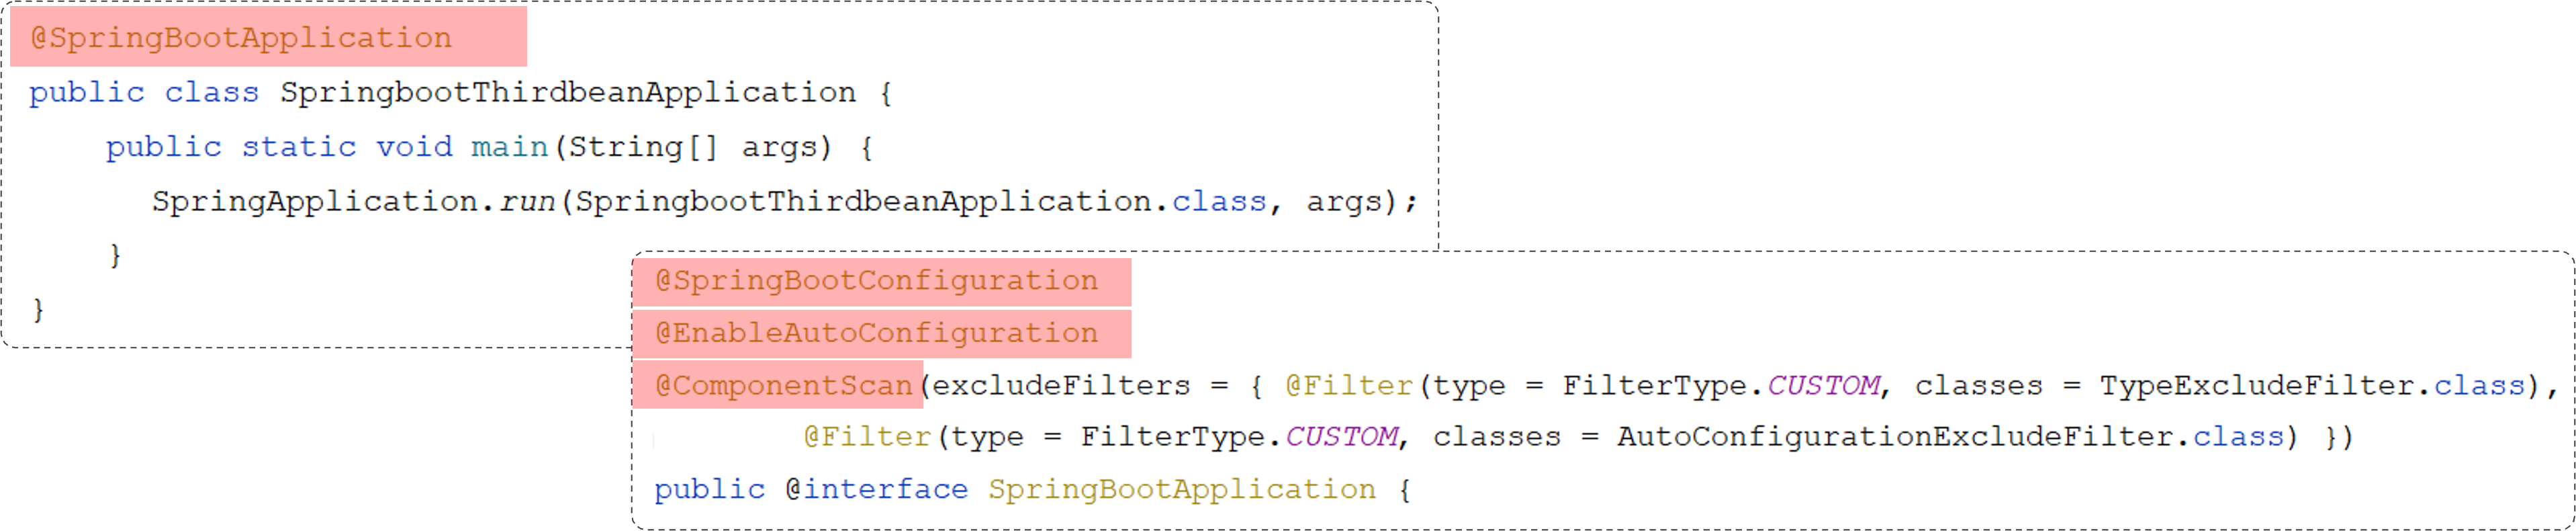 @SpringBootApplication
public class SpringbootThirdbeanApplication {
public static void main(String[] args) {
SpringApplication.run(SpringbootThirdbeanApplication.class, args);
}
}
@SpringBootConfiguration
@EnableAutoConfiguration
@ComponentScan(excludeFilters = { @Filter(type = FilterType.CUSTOM, classes = TypeExcludeFilter.class),
@Filter(type = FilterType.CUSTOM, classes = AutoConfigurationExcludeFilter.class) })
public @interface SpringBootApplication {